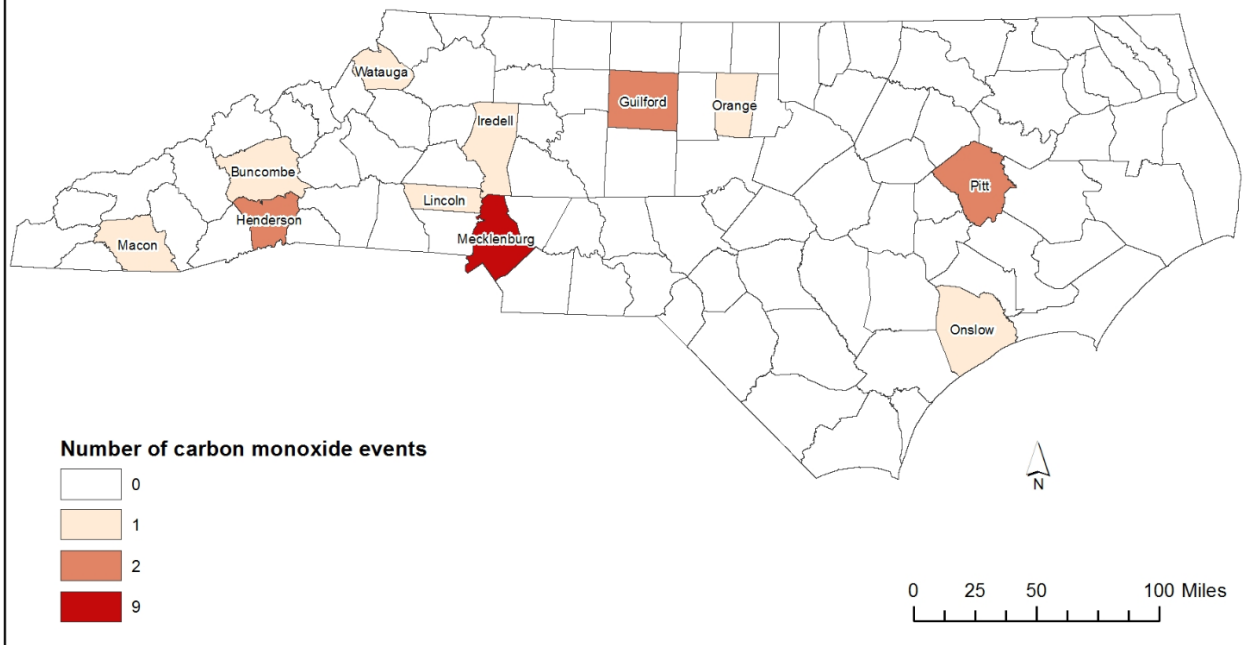 Watauga
Guilford
Orange
Iredell
Buncombe
Pitt
Lincoln
Henderson
Mecklenburg
Macon
Onslow
Number of carbon monoxide events
0
1
2
9
N
0 25 50 100 Miles